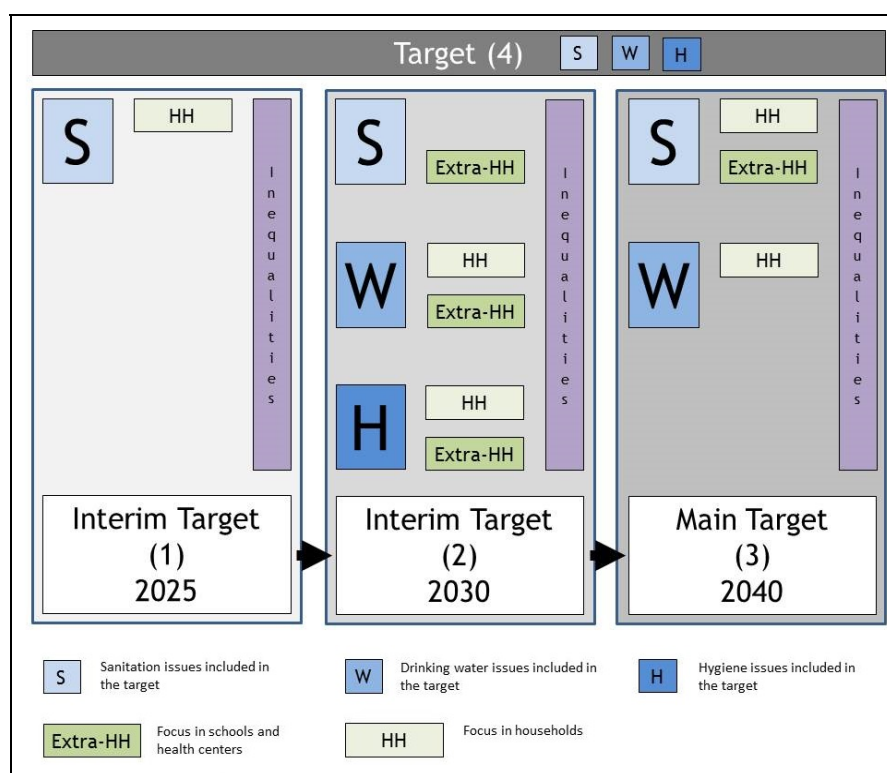 Target (4) S W H
S HH
Inequalities
Interim Target
(1)
2025
S Extra-HH
W HH
Extra-HH
H HH
Extra-HH
Inequalities
Interim Target
(2)
2030
S HH
Extra-HH
W HH
Inequalities
Main Target
(3)
2040
S Sanitation issues included in
the target
W Drinking water issues included in
the target
H Hygiene issues included in
the target
Extra-HH Focus in schools and
health centers
HH Focus in households